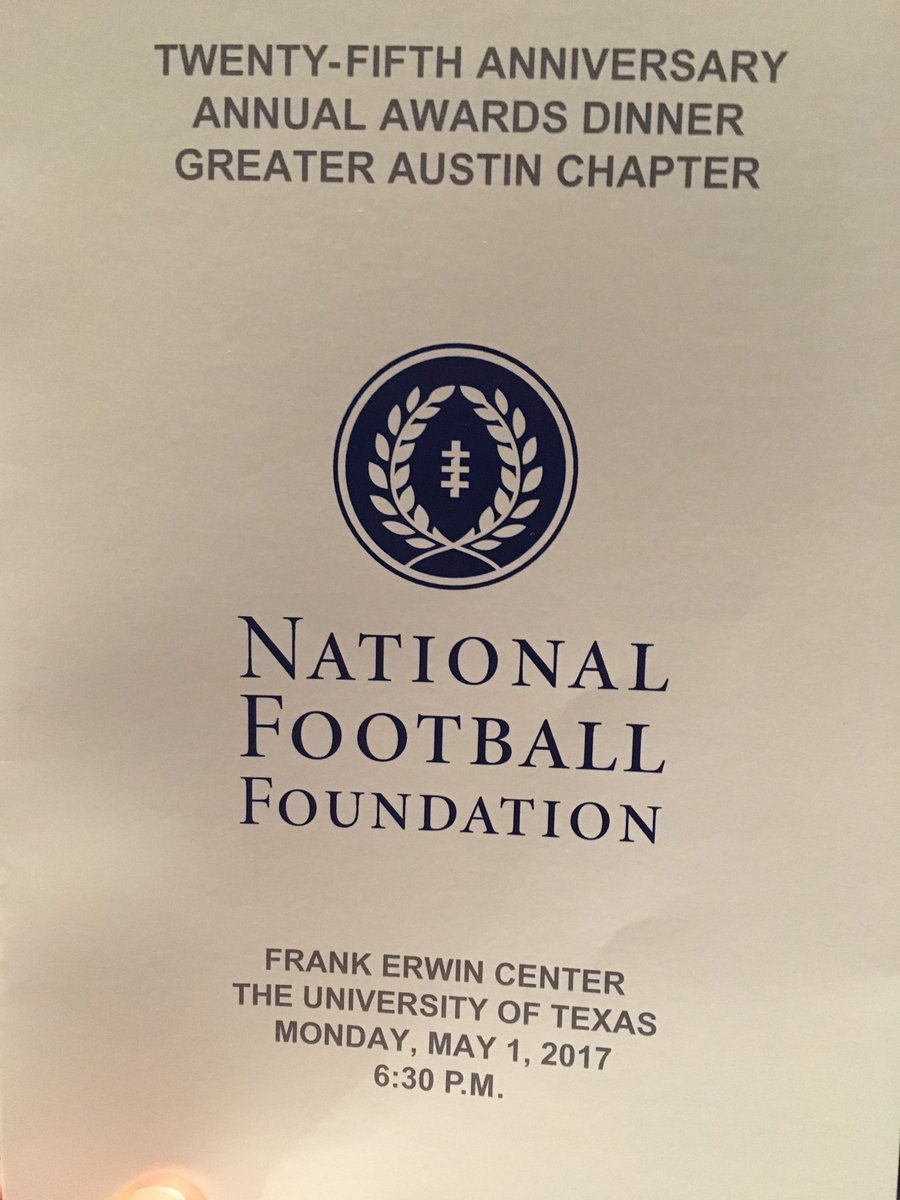 TWENTY-FIFTH ANNIVERSARY
ANNUAL AWARDS DINNER
GREATER AUSTIN CHAPTER
NATIONAL
FOOTBALL
FOUNDATION
FRANK ERWIN CENTER
THE UNIVERSITY OF TEXAS
MONDAY, MAY 1, 2017
6:30 P.M.